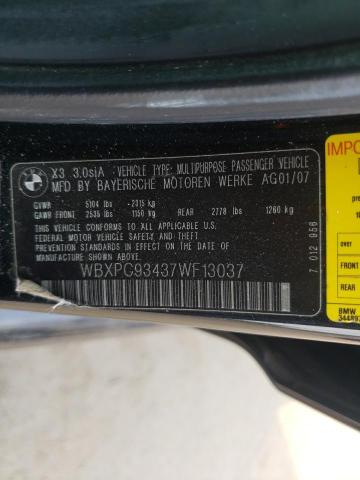 BMW
X3 3.0siA - VEHICLE TYPE: MULTIPURPOSE PASSENGER VEHICLE
MFD. BY BAYERISCHE MOTOREN WERKE AG01/07
GVWR 5104 lbs - 2315 kg
GAWR FRONT 2535 lbs 1150 kg REAR 2778 lbs 1260 kg
THIS VEHICLE CONFORMS TO ALL APPLICABLE
FEDERAL MOTOR VEHICLE SAFETY STANDARDS
IN EFFECT ON THE DATE OF
MANUFACTURE SHOWN ABOVE.
WBXPC93437WF13037
7 012 956
IMPO
pre
OVER
FRONT
REAR
BMW